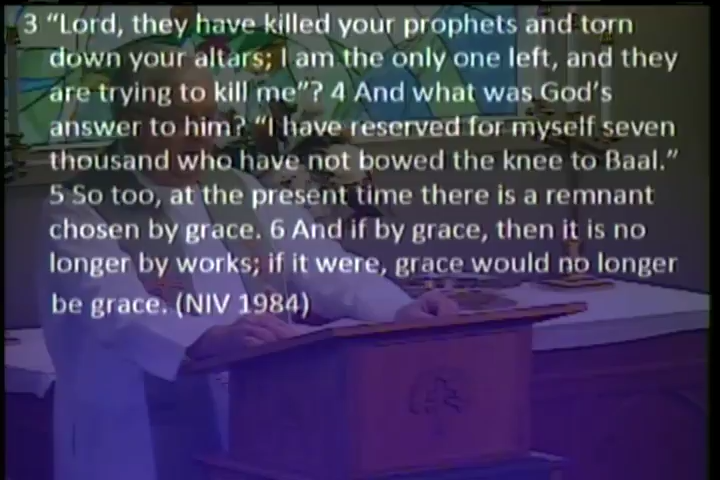 3 “Lord, they have killed your prophets and torn
down your altars; I am the only one left, and they
are trying to kill me”? 4 And what was God’s
answer to him? “I have reserved for myself seven
thousand who have not bowed the knee to Baal.”
5 So too, at the present time there is a remnant
chosen by grace. 6 And if by grace, then it is no
longer by works; if it were, grace would no longer
be grace. (NIV 1984)